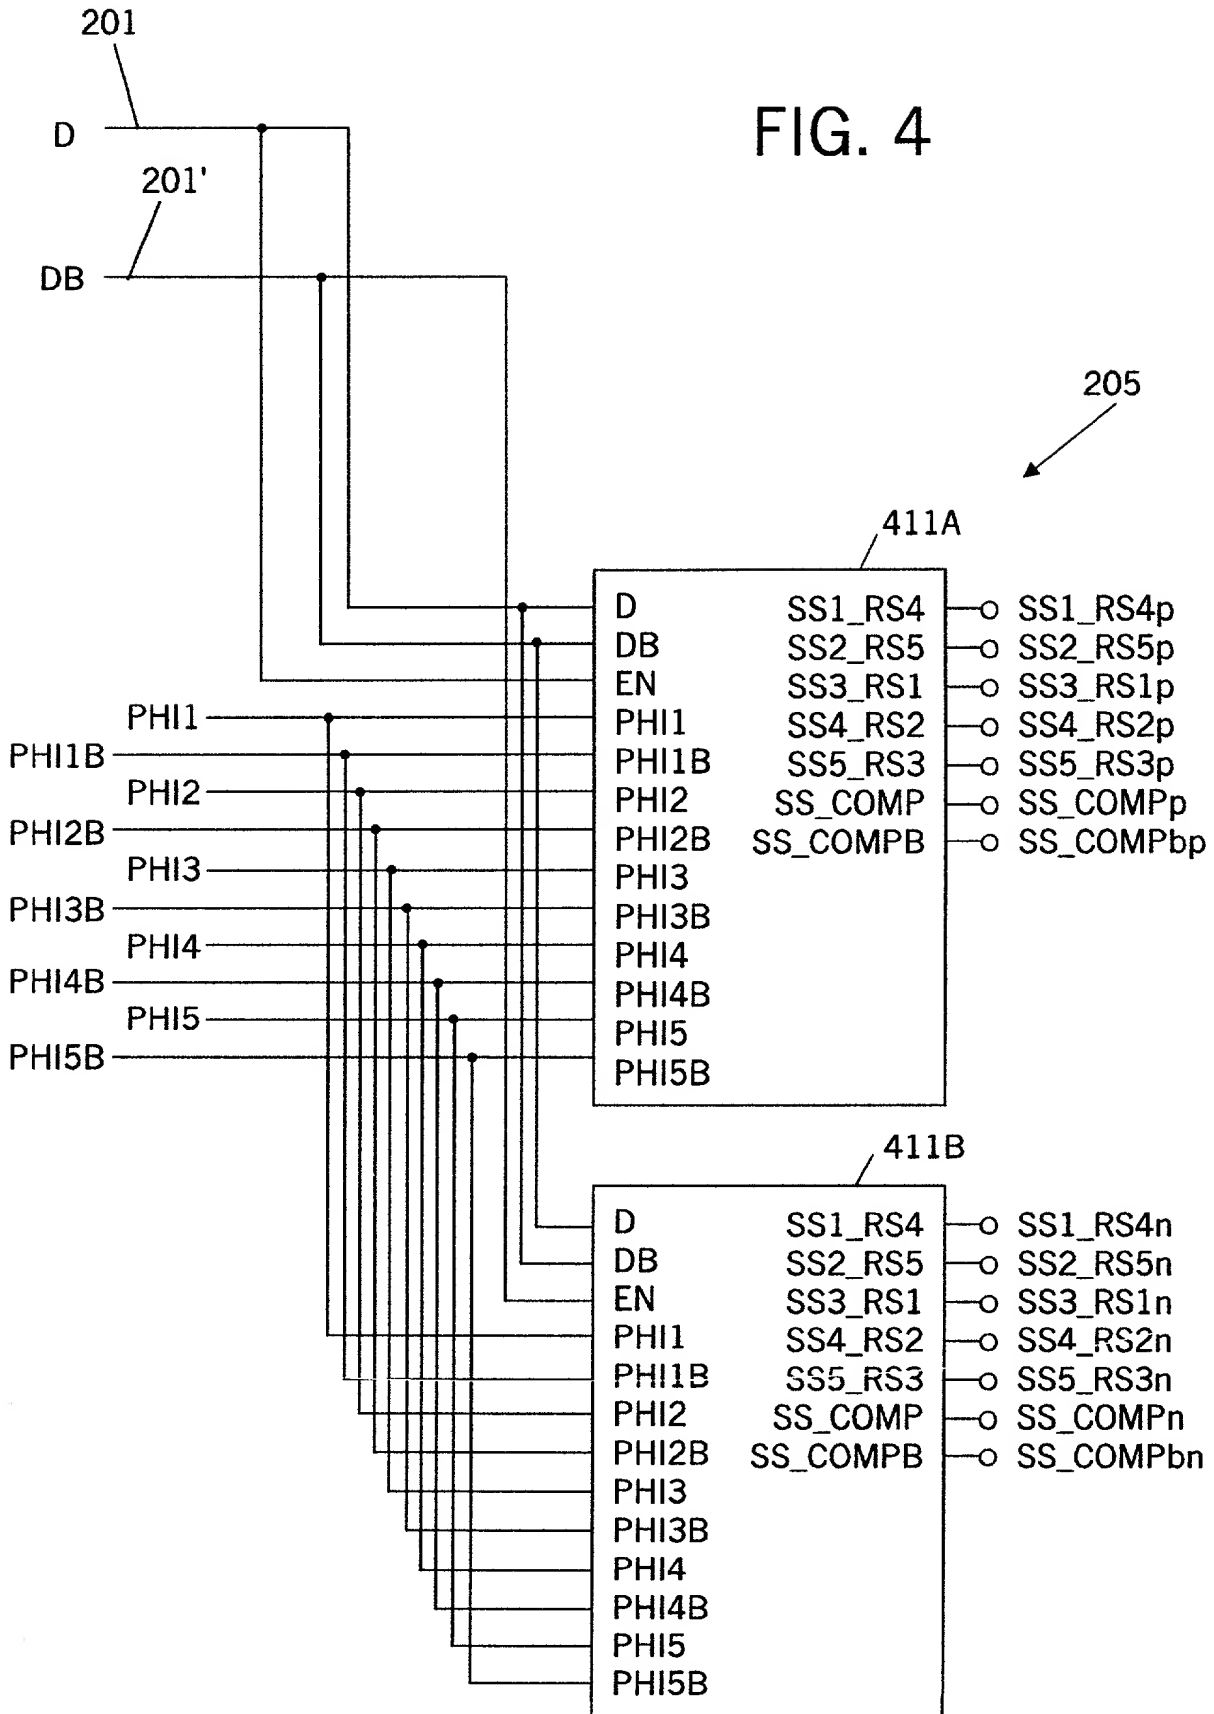 201
FIG. 4
D
201'
DB
205
411A
D
DB
EN
PHI1
PHI1B
PHI2
PHI2B
PHI3
PHI3B
PHI4
PHI4B
PHI5
PHI5B
SS1_RS4
SS2_RS5
SS3_RS1
SS4_RS2
SS5_RS3
SS_COMP
SS_COMPB
SS1_RS4p
SS2_RS5p
SS3_RS1p
SS4_RS2p
SS5_RS3p
SS_COMPp
SS_COMPbp
PHI1
PHI1B
PHI2
PHI2B
PHI3
PHI3B
PHI4
PHI4B
PHI5
PHI5B
411B
D
DB
EN
PHI1
PHI1B
PHI2
PHI2B
PHI3
PHI3B
PHI4
PHI4B
PHI5
PHI5B
SS1_RS4
SS2_RS5
SS3_RS1
SS4_RS2
SS5_RS3
SS_COMP
SS_COMPB
SS1_RS4n
SS2_RS5n
SS3_RS1n
SS4_RS2n
SS5_RS3n
SS_COMPn
SS_COMPbn